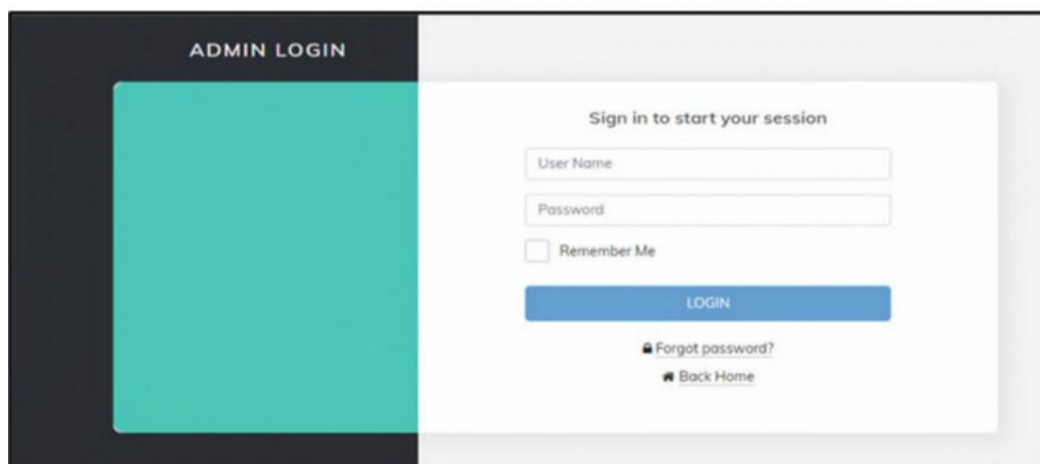 ADMIN LOGIN
Sign in to start your session
User Name
Password
Remember Me
LOGIN
Forgot password?
Back Home